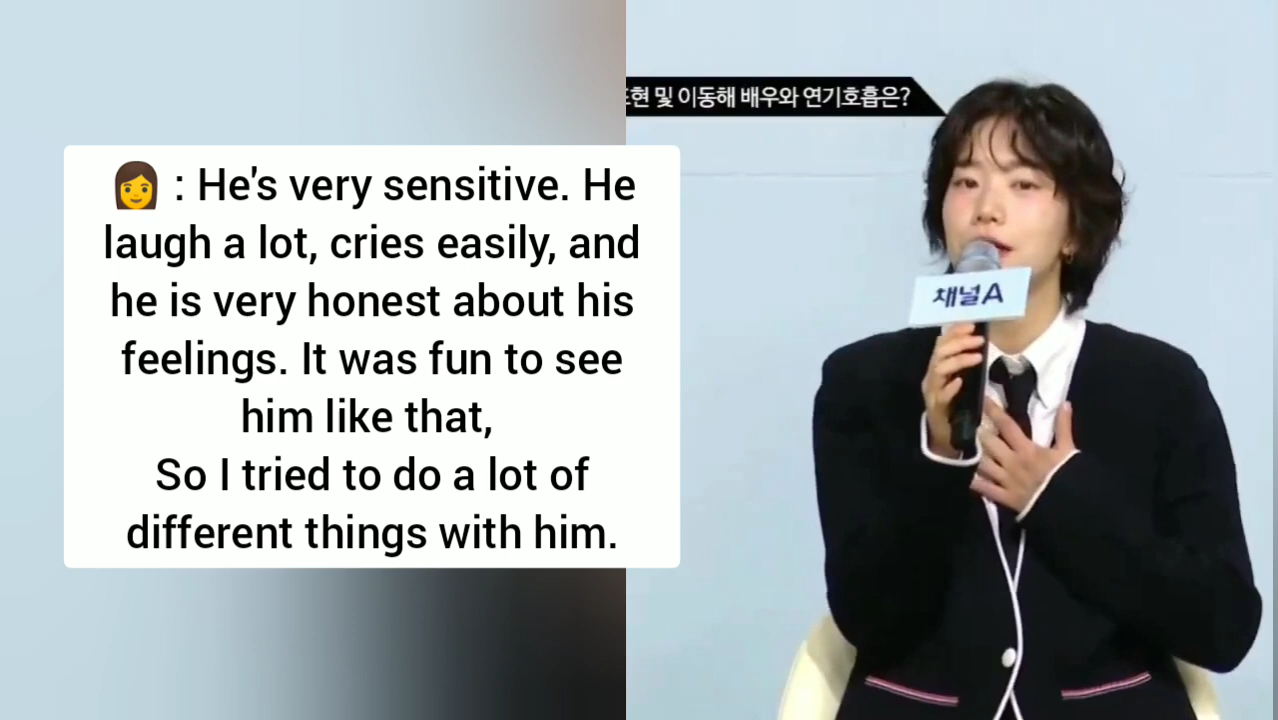 및 이동해 배우와 연기호흡은?
👩 : He's very sensitive. He
laugh a lot, cries easily, and
he is very honest about his
feelings. It was fun to see
him like that,
So I tried to do a lot of
different things with him.
채널A